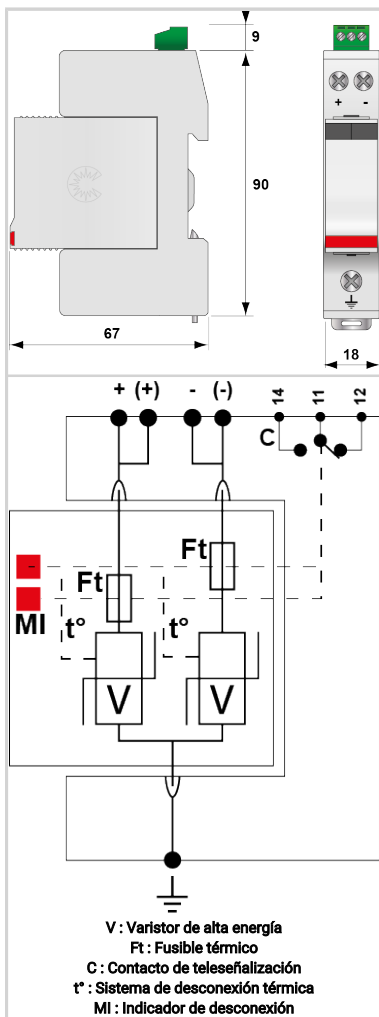 9
90
67
+ -
18
+ (+) - (-) 14 11 12
C
Ft
Ft
MI
t° t°
V V
V : Varistor de alta energía
Ft : Fusible térmico
C : Contacto de teleseñalización
t° : Sistema de desconexión térmica
MI : Indicador de desconexión